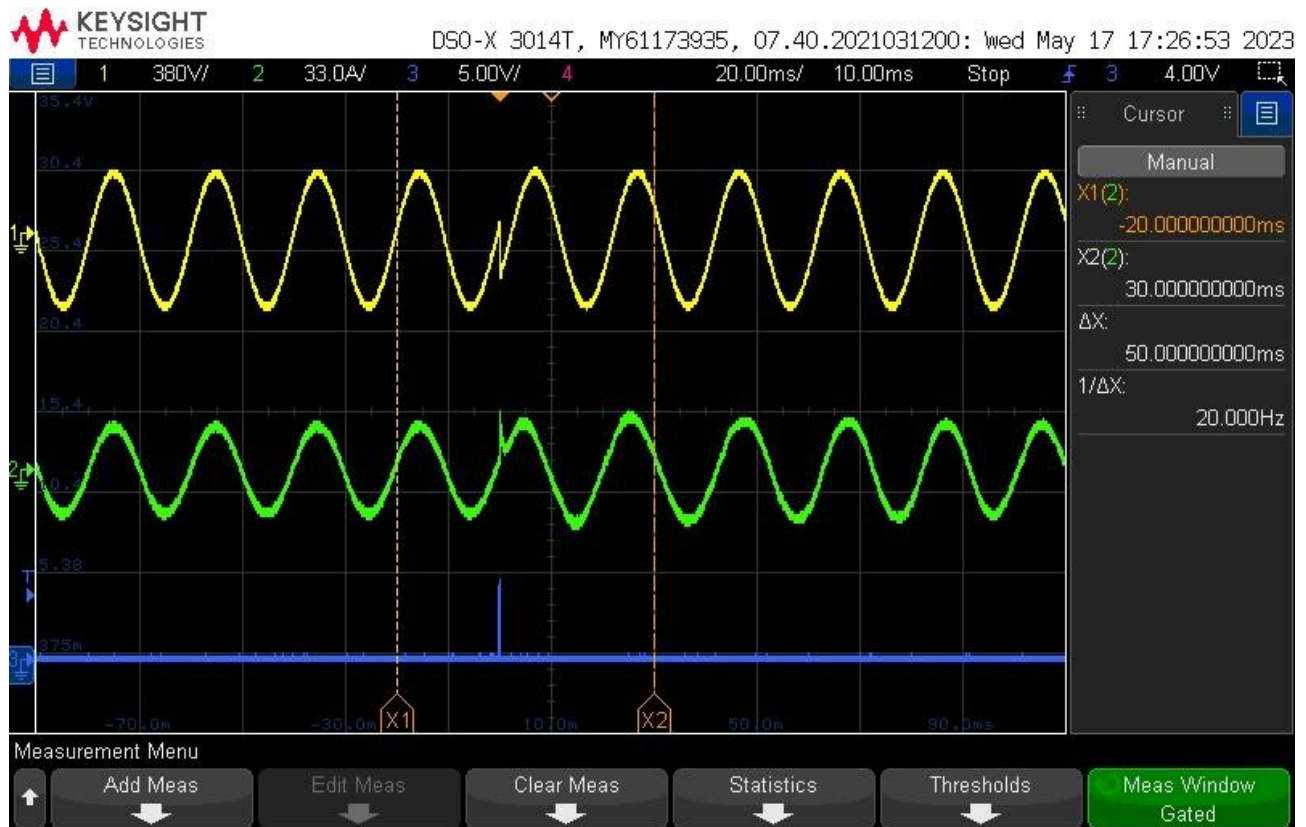 KEYSIGHT
TECHNOLOGIES
DSO-X 3014T, MY61173935, 07.40.2021031200: Wed May 17 17:26:53 2023
1 380V/ 2 33.0A/ 3 5.00V/ 4 20.00ms/ 10.00ms Stop 3 4.00V
35.4V
30.4
25.4
20.4
15.4
10.4
5.38
375m
1
2
T
3
-70.0m -30.0m X1 10.0m X2 50.0m 90.0ms
Cursor
Manual
X1(2):
-20.000000000ms
X2(2):
30.000000000ms
ΔX:
50.000000000ms
1/ΔX:
20.000Hz
Measurement Menu
Add Meas Edit Meas Clear Meas Statistics Thresholds Meas Window
Gated